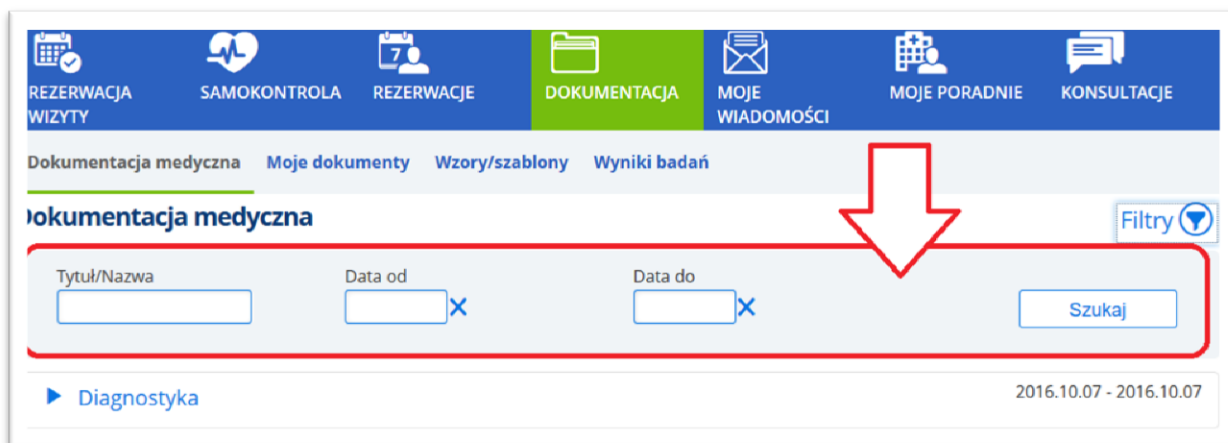 REZERWACJA WIZYTY
SAMOKONTROLA
7
REZERWACJE
DOKUMENTACJA
MOJE WIADOMOŚCI
MOJE PORADNIE
KONSULTACJE
Dokumentacja medyczna Moje dokumenty Wzory/szablony Wyniki badań
Dokumentacja medyczna
Filtry
Tytuł/Nazwa Data od Data do
Szukaj
Diagnostyka 2016.10.07 - 2016.10.07